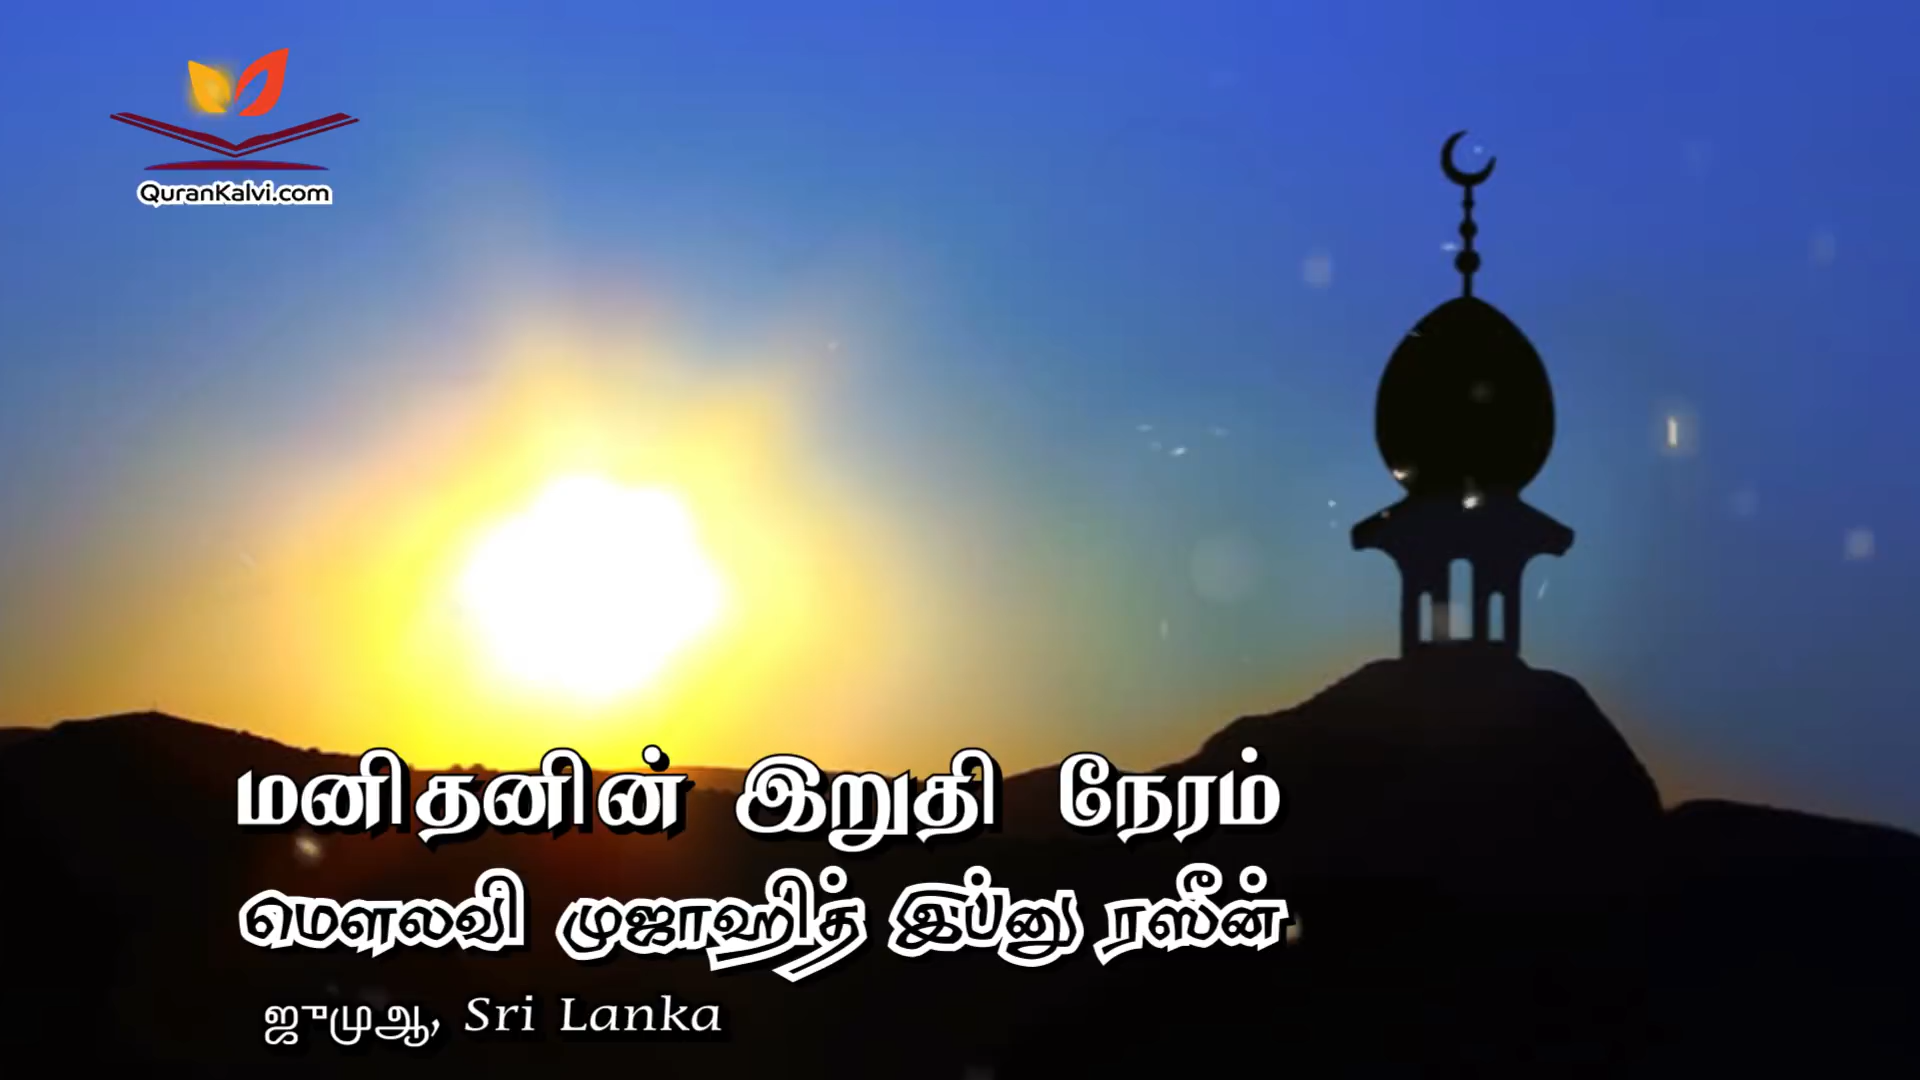 QuranKalvi.com
மனிதனின் இறுதி நேரம்
மௌலவி முஜாஹித் இப்னு ரஸீன்
ஜுமுஆ, Sri Lanka